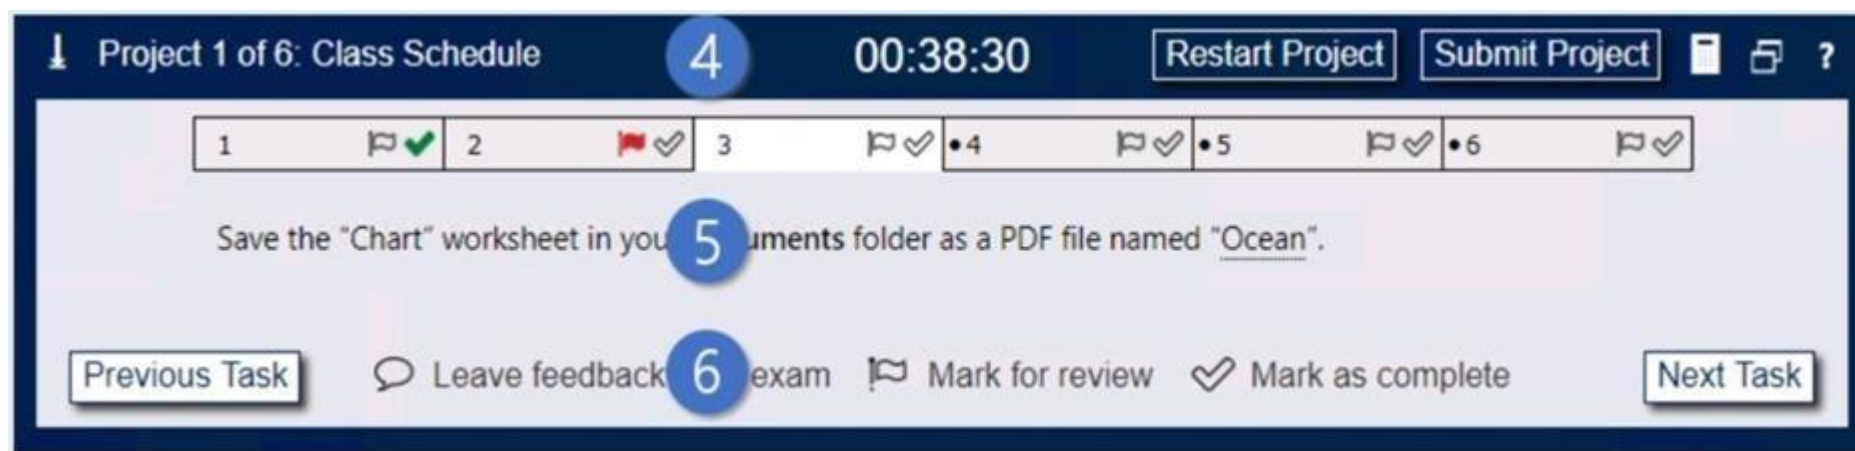 Project 1 of 6: Class Schedule 4 00:38:30 Restart Project Submit Project ?
1 2 3 •4 •5 •6
Save the “Chart” worksheet in you 5 uments folder as a PDF file named “Ocean”.
Previous Task Leave feedback 6 exam Mark for review Mark as complete Next Task